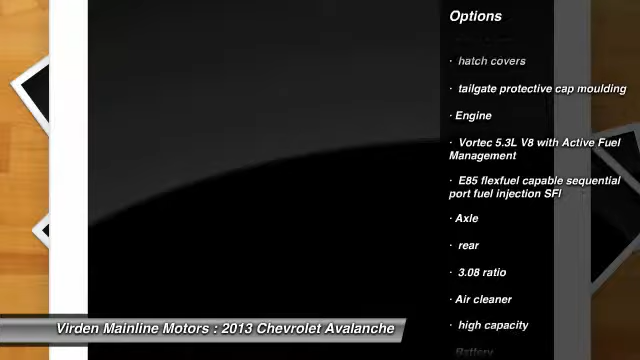 Options
· hatch covers
· tailgate protective cap moulding
· Engine
· Vortec 5.3L V8 with Active Fuel
Management
· E85 flexfuel capable sequential
port fuel injection SFI
· Axle
· rear
· 3.08 ratio
· Air cleaner
· high capacity
Battery
Virden Mainline Motors : 2013 Chevrolet Avalanche